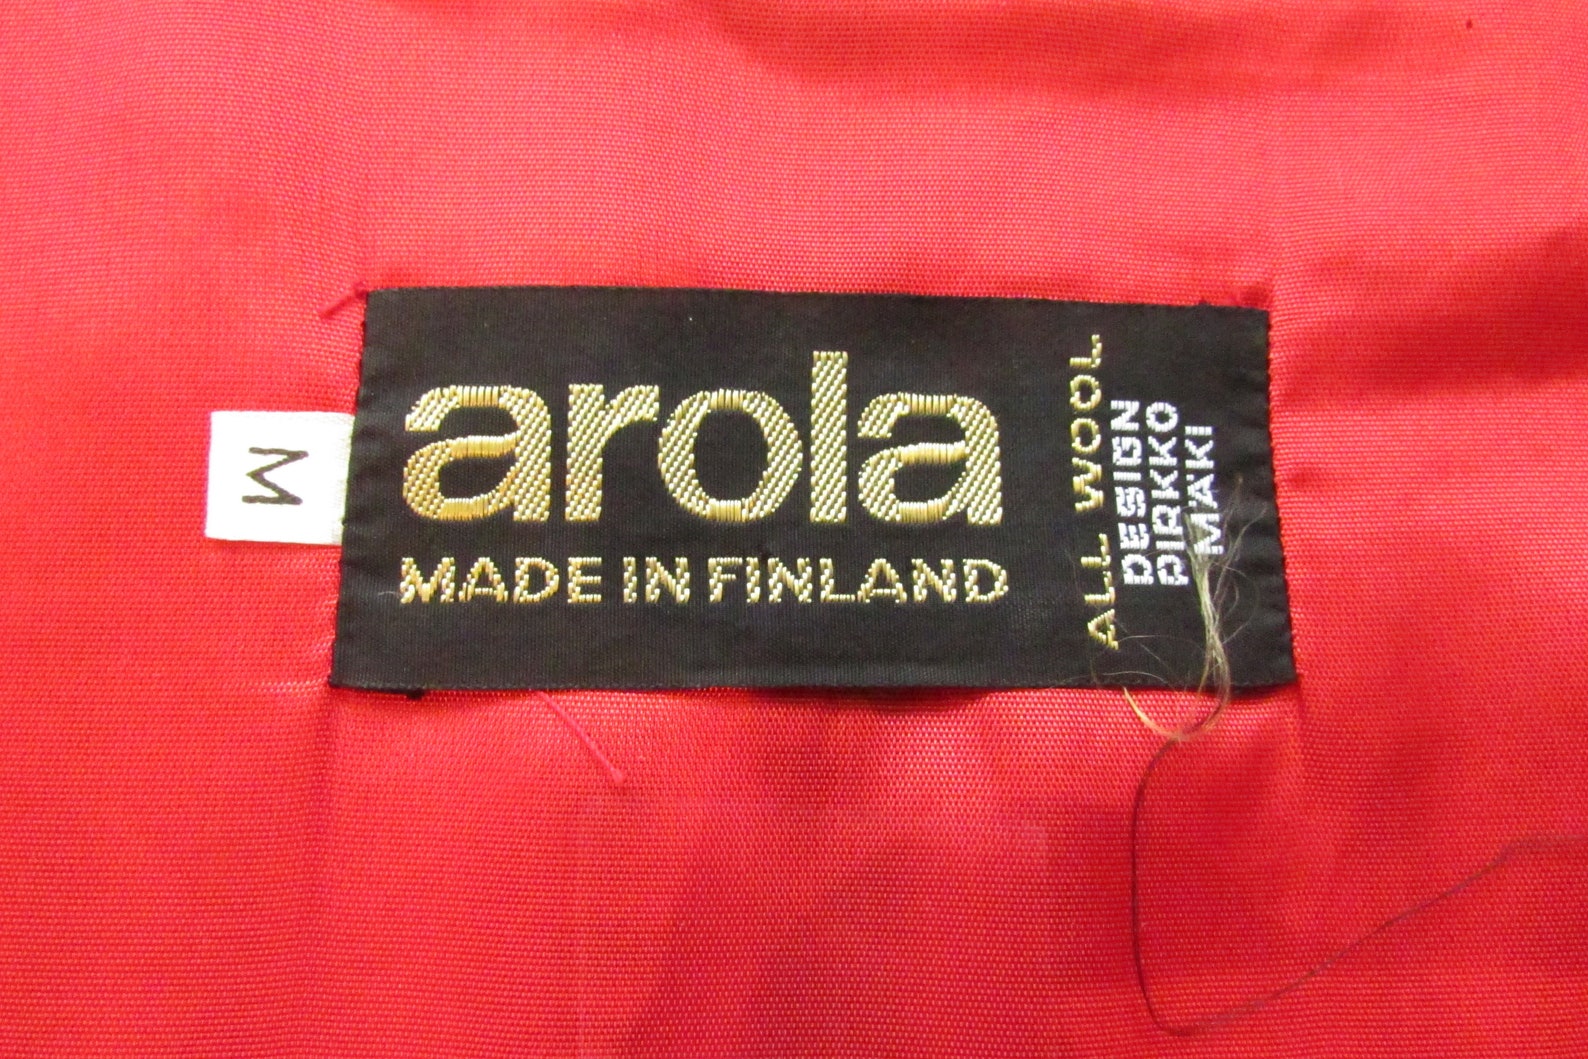 M
arola
MADE IN FINLAND
ALL WOOL
DESIGN
PIRKKO
MÄKI